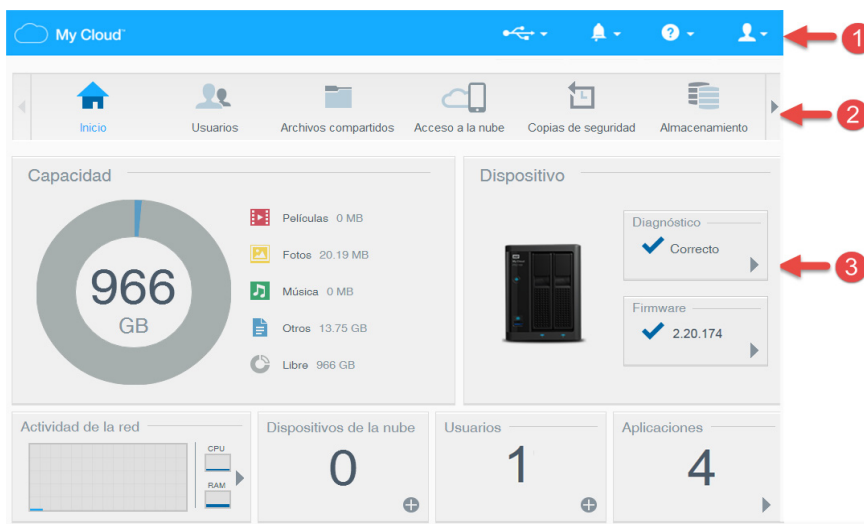 My Cloud™
1
Inicio
Usuarios
Archivos compartidos
Acceso a la nube
Copias de seguridad
Almacenamiento
2
Capacidad
966
GB
Películas 0 MB
Fotos 20.19 MB
Música 0 MB
Otros 13.75 GB
Libre 966 GB
Dispositivo
Diagnóstico
Correcto
3
Firmware
2.20.174
Actividad de la red
CPU
RAM
Dispositivos de la nube
0
Usuarios
1
Aplicaciones
4